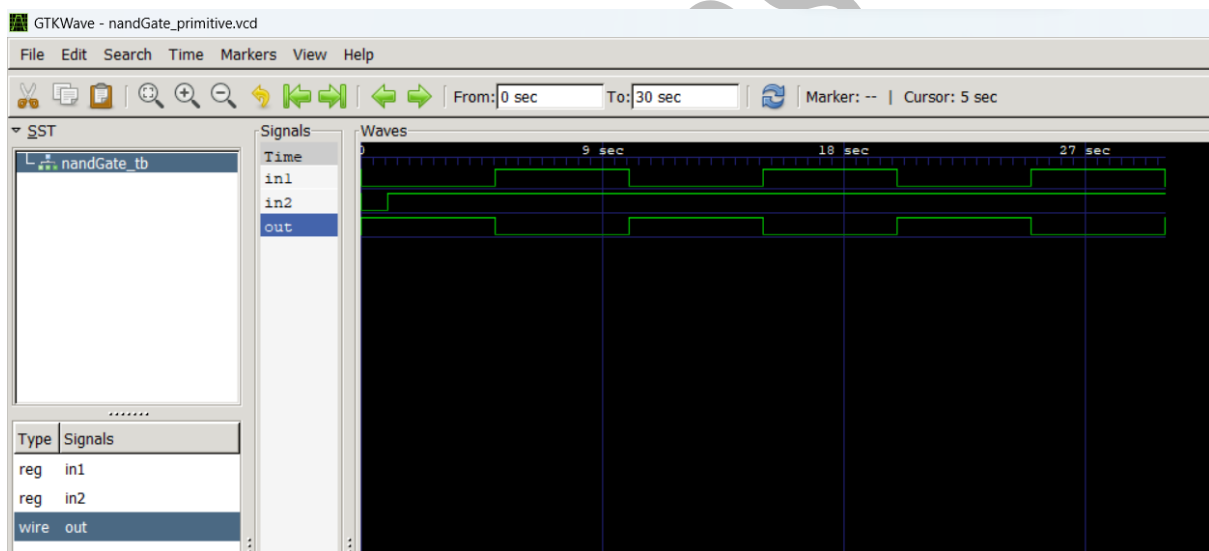 GTKWave - nandGate_primitive.vcd
File Edit Search Time Markers View Help
From: 0 sec To: 30 sec Marker: -- | Cursor: 5 sec
SST
nandGate_tb
Signals
Time
in1
in2
out
Waves
0 9 sec 18 sec 27 sec
Type Signals
reg in1
reg in2
wire out